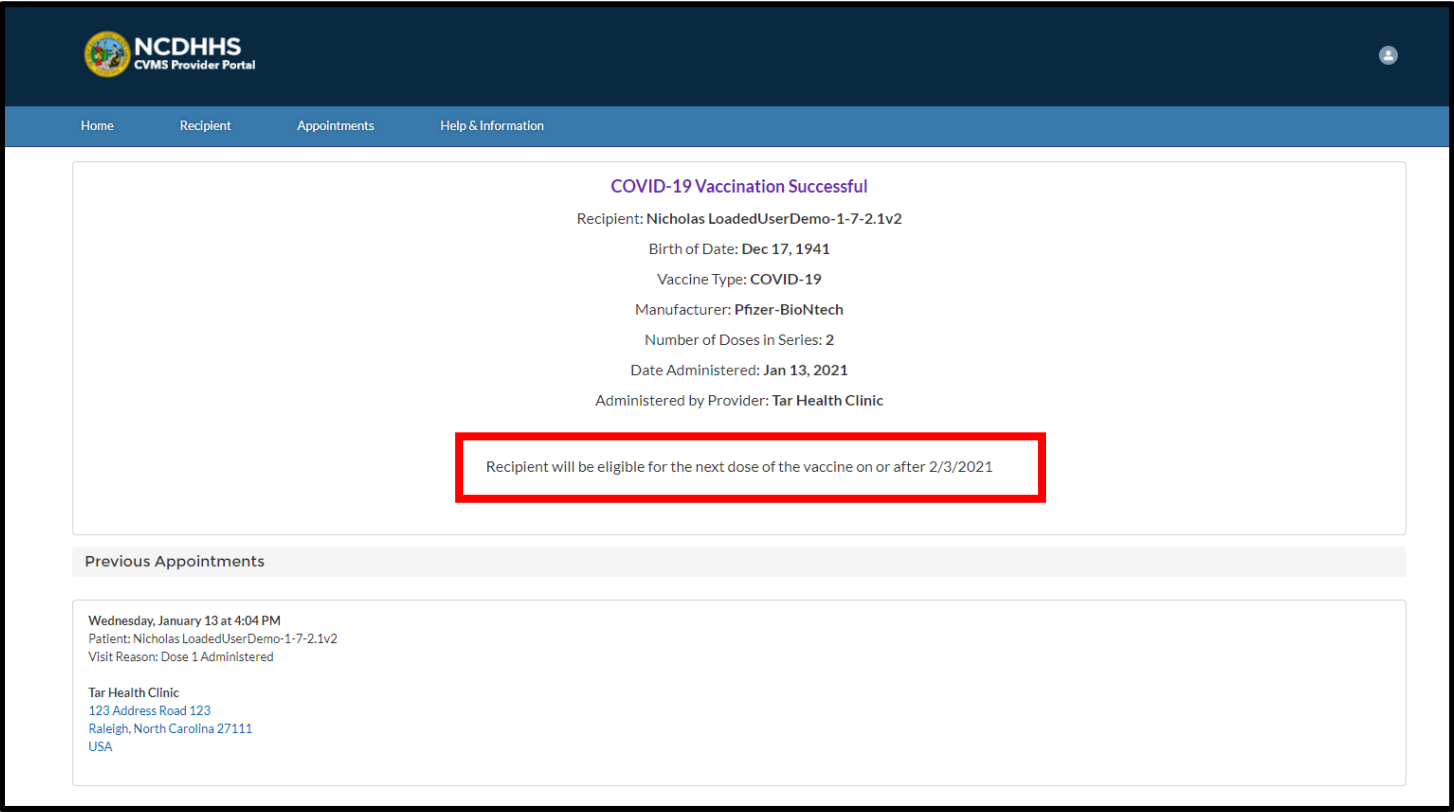 NCDHHS
CVMS Provider Portal
Home
Recipient
Appointments
Help & Information
COVID-19 Vaccination Successful
Recipient: Nicholas LoadedUserDemo-1-7-2.1v2
Birth of Date: Dec 17, 1941
Vaccine Type: COVID-19
Manufacturer: Pfizer-BioNtech
Number of Doses in Series: 2
Date Administered: Jan 13, 2021
Administered by Provider: Tar Health Clinic
Recipient will be eligible for the next dose of the vaccine on or after 2/3/2021
Previous Appointments
Wednesday, January 13 at 4:04 PM
Patient: Nicholas LoadedUserDemo-1-7-2.1v2
Visit Reason: Dose 1 Administered
Tar Health Clinic
123 Address Road 123
Raleigh, North Carolina 27111
USA